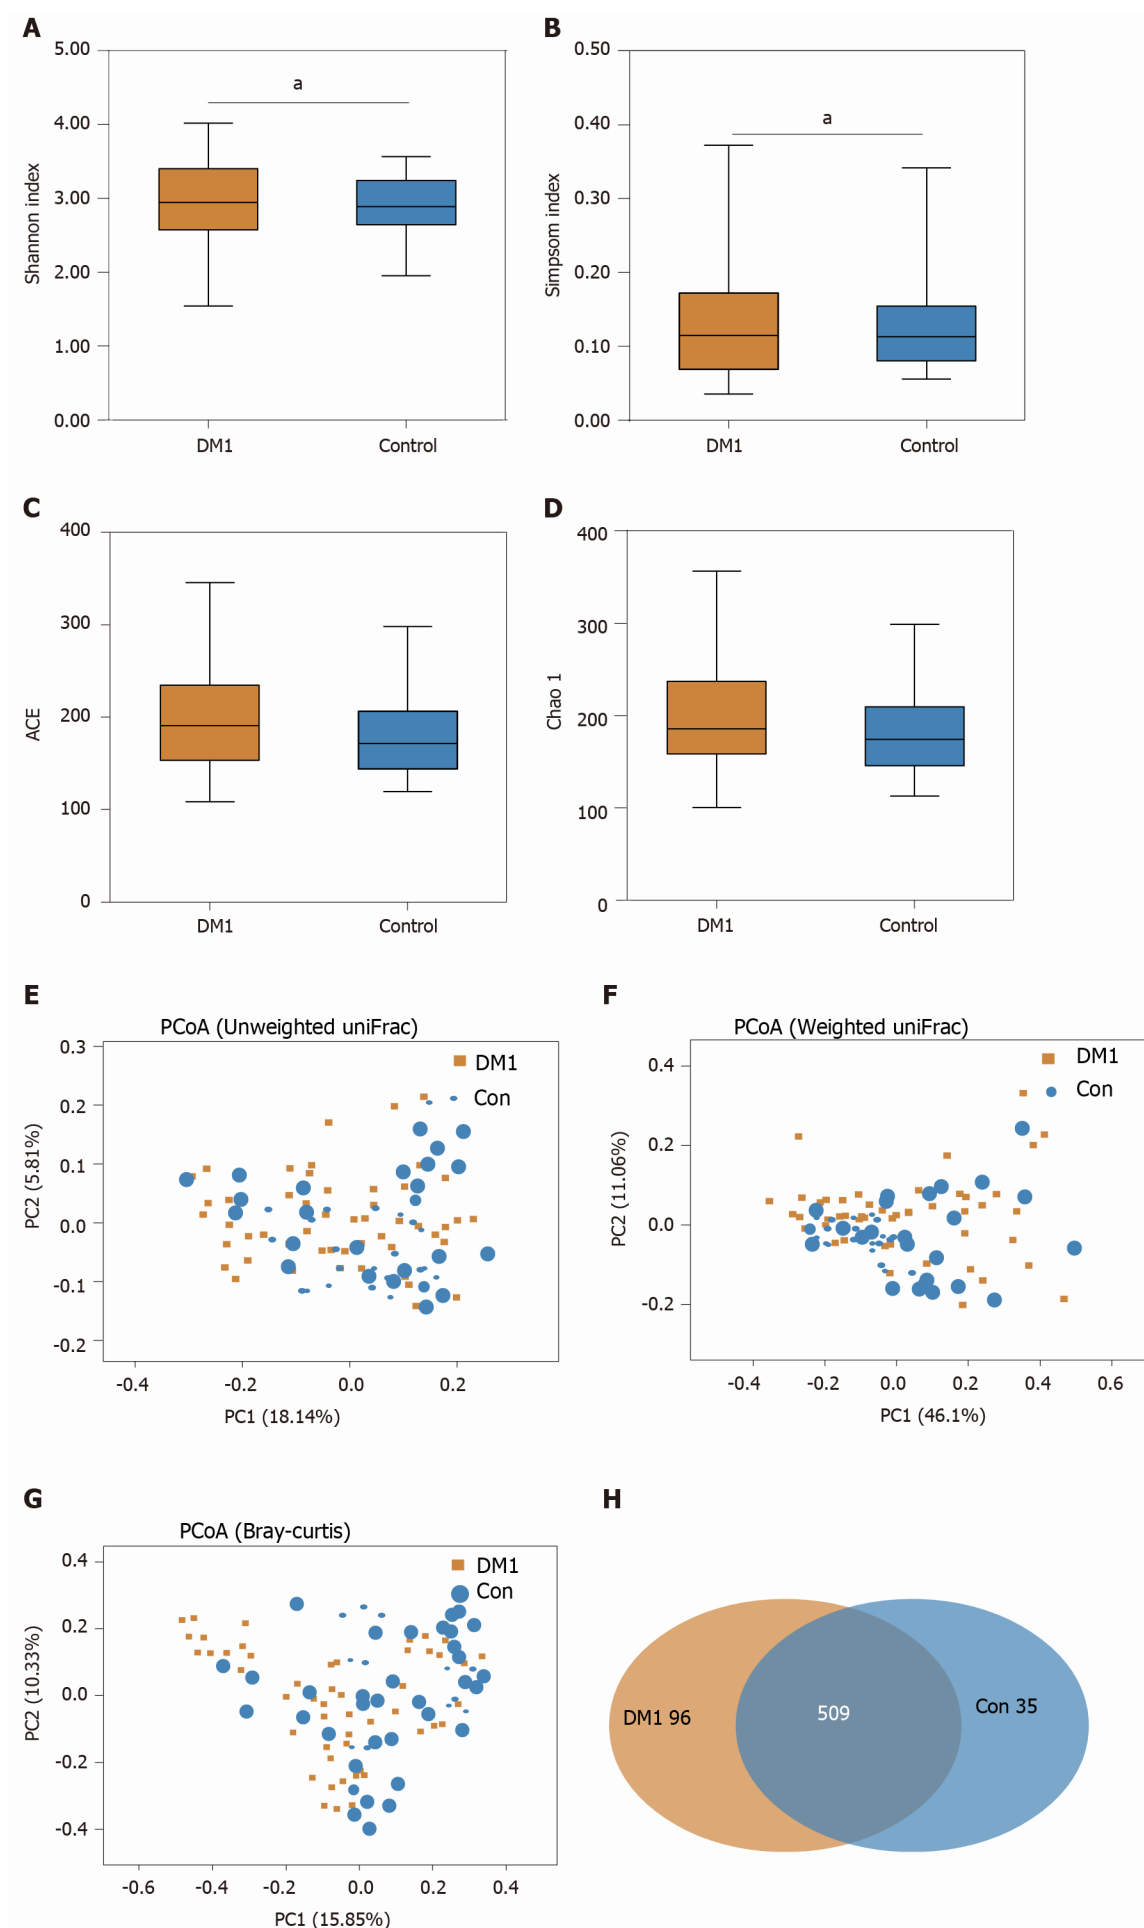 A
5.00
4.00
3.00
2.00
1.00
0.00
Shannon index
a
DM1 Control
B
0.50
0.40
0.30
0.20
0.10
0.00
Simpsom index
a
DM1 Control
C
400
300
200
100
0
ACE
DM1 Control
D
400
300
200
100
0
Chao 1
DM1 Control
E
PCoA (Unweighted uniFrac)
0.3
0.2
0.1
0.0
-0.1
-0.2
PC2 (5.81%)
DM1
Con
-0.4 -0.2 0.0 0.2
PC1 (18.14%)
F
PCoA (Weighted uniFrac)
0.4
0.2
0.0
-0.2
PC2 (11.06%)
DM1
Con
-0.4 -0.2 0.0 0.2 0.4 0.6
PC1 (46.1%)
G
PCoA (Bray-curtis)
0.4
0.2
0.0
-0.2
-0.4
PC2 (10.33%)
DM1
Con
-0.6 -0.4 -0.2 0.0 0.2 0.4
PC1 (15.85%)
H
DM1 96
509
Con 35